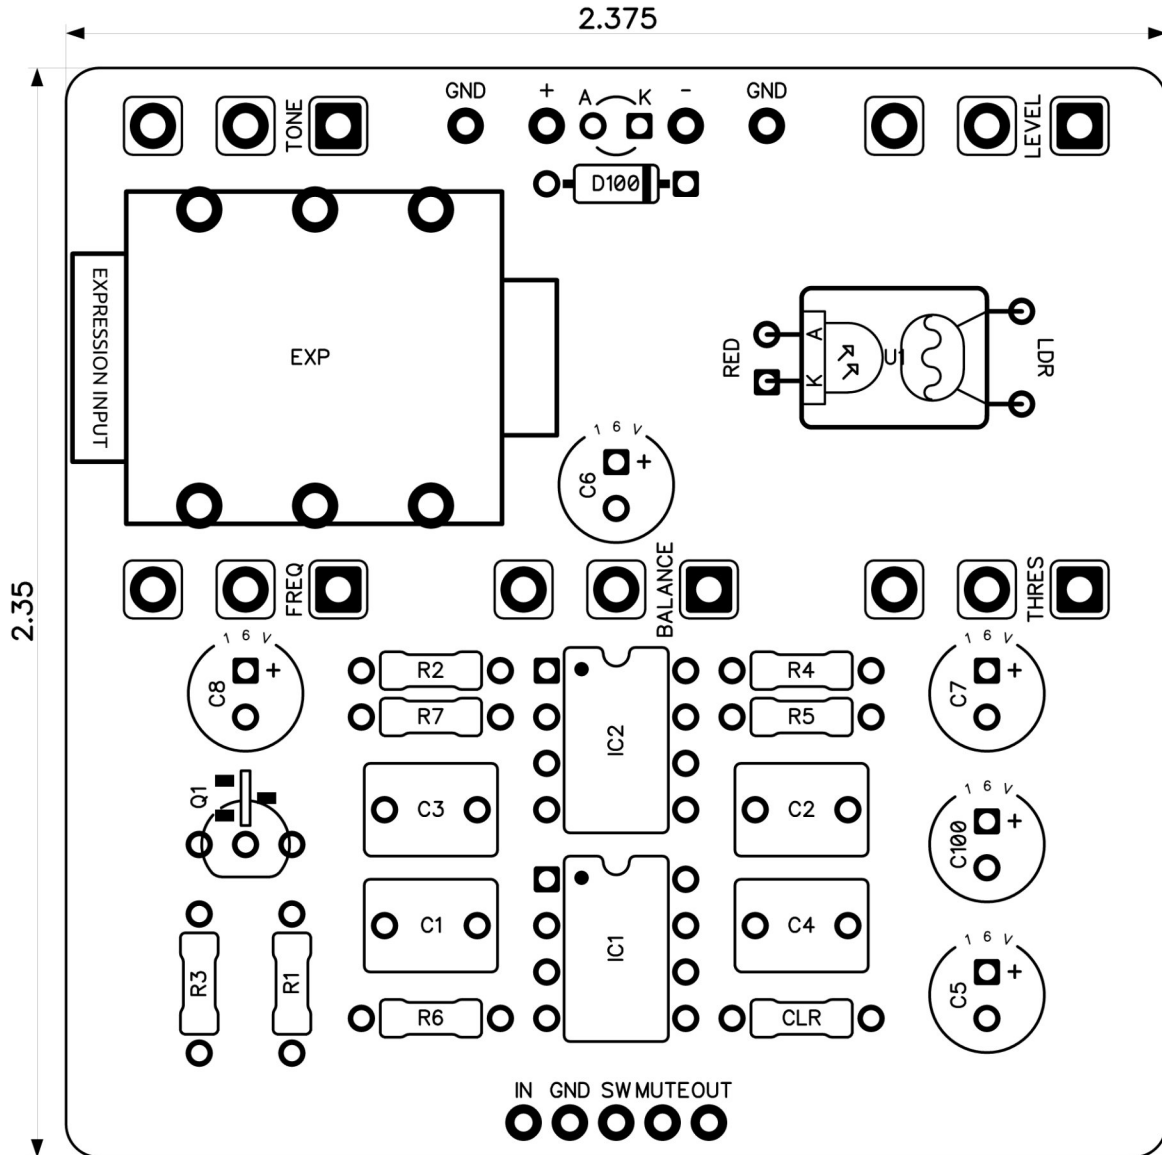 2.375
GND
+
A
K
-
GND
TONE
LEVEL
D100
EXPRESSION INPUT
EXP
RED
A
K
U1
LDR
16V
C6
+
2.35
FREQ
BALANCE
THRES
16V
C8
+
R2
R7
IC2
R4
R5
16V
C7
+
Q1
C3
C2
16V
C100
+
C1
IC1
C4
16V
C5
+
R3
R1
R6
CLR
IN GND SW MUTE OUT